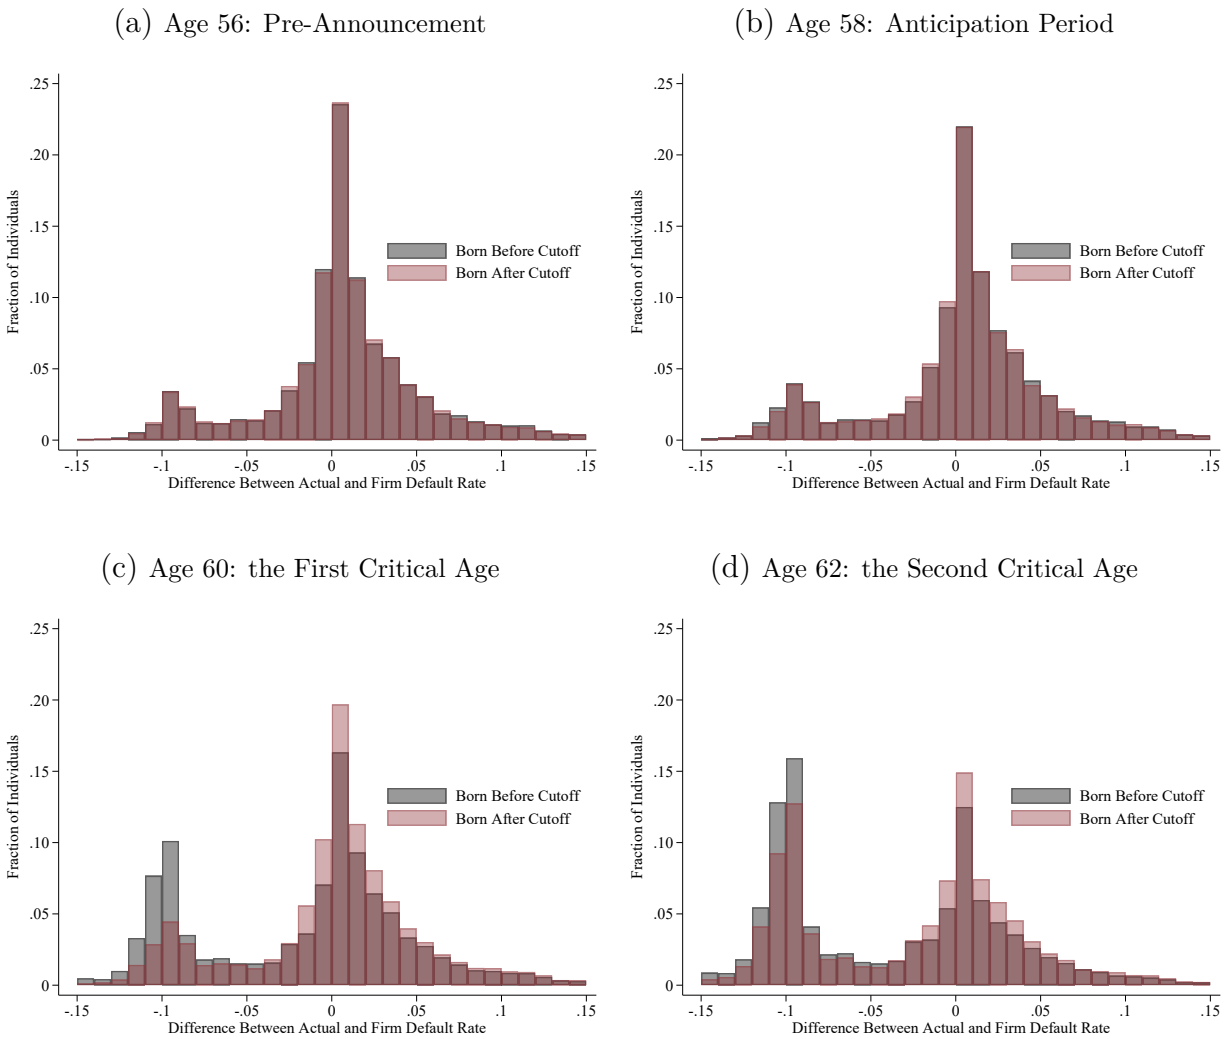 (a) Age 56: Pre-Announcement
.25
.20
.15
.10
.05
0
Fraction of Individuals
Born Before Cutoff
Born After Cutoff
-.15 -.1 -.05 0 .05 .1 .15
Difference Between Actual and Firm Default Rate
(b) Age 58: Anticipation Period
.25
.20
.15
.10
.05
0
Fraction of Individuals
Born Before Cutoff
Born After Cutoff
-.15 -.1 -.05 0 .05 .1 .15
Difference Between Actual and Firm Default Rate
(c) Age 60: the First Critical Age
.25
.20
.15
.10
.05
0
Fraction of Individuals
Born Before Cutoff
Born After Cutoff
-.15 -.1 -.05 0 .05 .1 .15
Difference Between Actual and Firm Default Rate
(d) Age 62: the Second Critical Age
.25
.20
.15
.10
.05
0
Fraction of Individuals
Born Before Cutoff
Born After Cutoff
-.15 -.1 -.05 0 .05 .1 .15
Difference Between Actual and Firm Default Rate